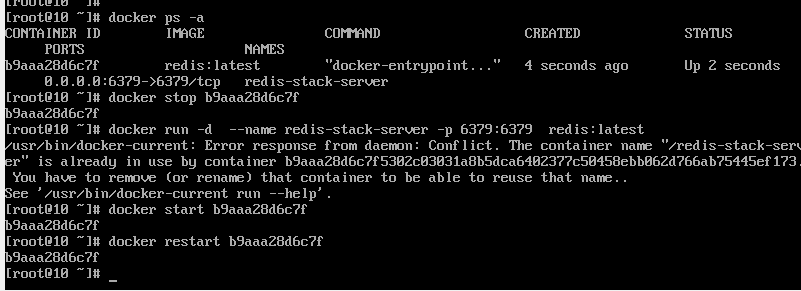 [root@10 ~]#
[root@10 ~]# docker ps -a
CONTAINER ID IMAGE COMMAND CREATED STATUS
PORTS NAMES
b9aaa28d6c7f redis:latest "docker-entrypoint..." 4 seconds ago Up 2 seconds
0.0.0.0:6379->6379/tcp redis-stack-server
[root@10 ~]# docker stop b9aaa28d6c7f
b9aaa28d6c7f
[root@10 ~]# docker run -d --name redis-stack-server -p 6379:6379 redis:latest
/usr/bin/docker-current: Error response from daemon: Conflict. The container name "/redis-stack-serv
er" is already in use by container b9aaa28d6c7f5302c03031a8b5dca6402377c50458ebb062d766ab75445ef173.
You have to remove (or rename) that container to be able to reuse that name..
See '/usr/bin/docker-current run --help'.
[root@10 ~]# docker start b9aaa28d6c7f
b9aaa28d6c7f
[root@10 ~]# docker restart b9aaa28d6c7f
b9aaa28d6c7f
[root@10 ~]# _